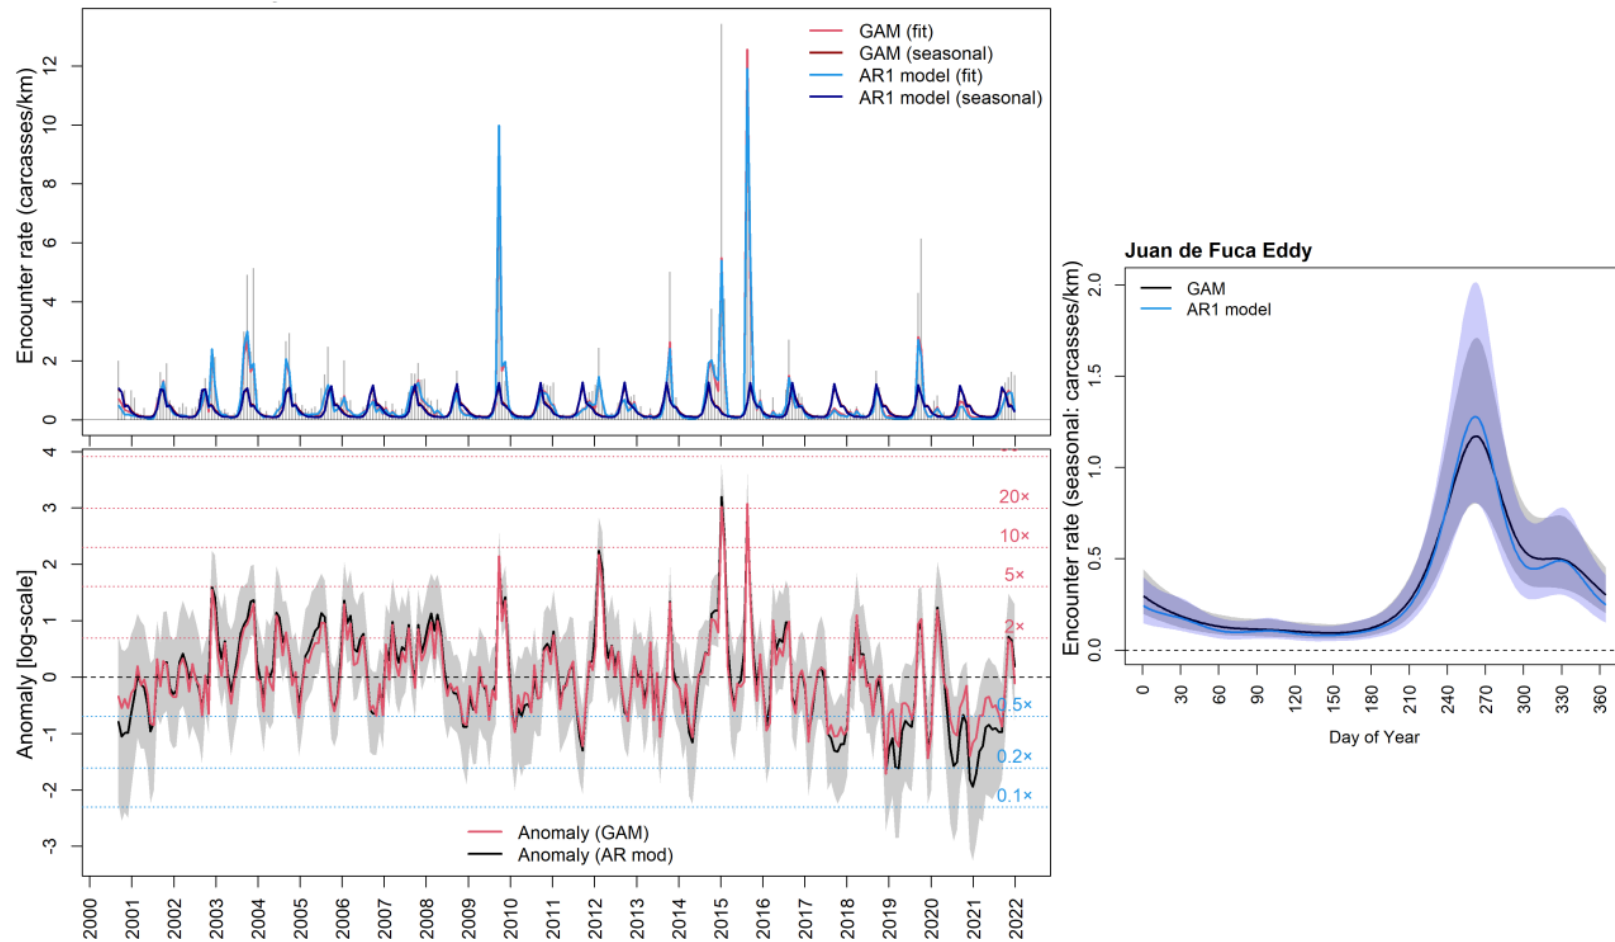 GAM (fit)
GAM (seasonal)
AR1 model (fit)
AR1 model (seasonal)
Encounter rate (carcasses/km)
12
10
8
6
4
2
0
4
3
2
1
0
-1
-2
-3
Anomaly [log-scale]
20×
10×
5×
2×
0.5×
0.2×
0.1×
Anomaly (GAM)
Anomaly (AR mod)
2000 2001 2002 2003 2004 2005 2006 2007 2008 2009 2010 2011 2012 2013 2014 2015 2016 2017 2018 2019 2020 2021 2022
Juan de Fuca Eddy
GAM
AR1 model
Encounter rate (seasonal: carcasses/km)
2.0
1.5
1.0
0.5
0.0
0 30 60 90 120 150 180 210 240 270 300 330 360
Day of Year